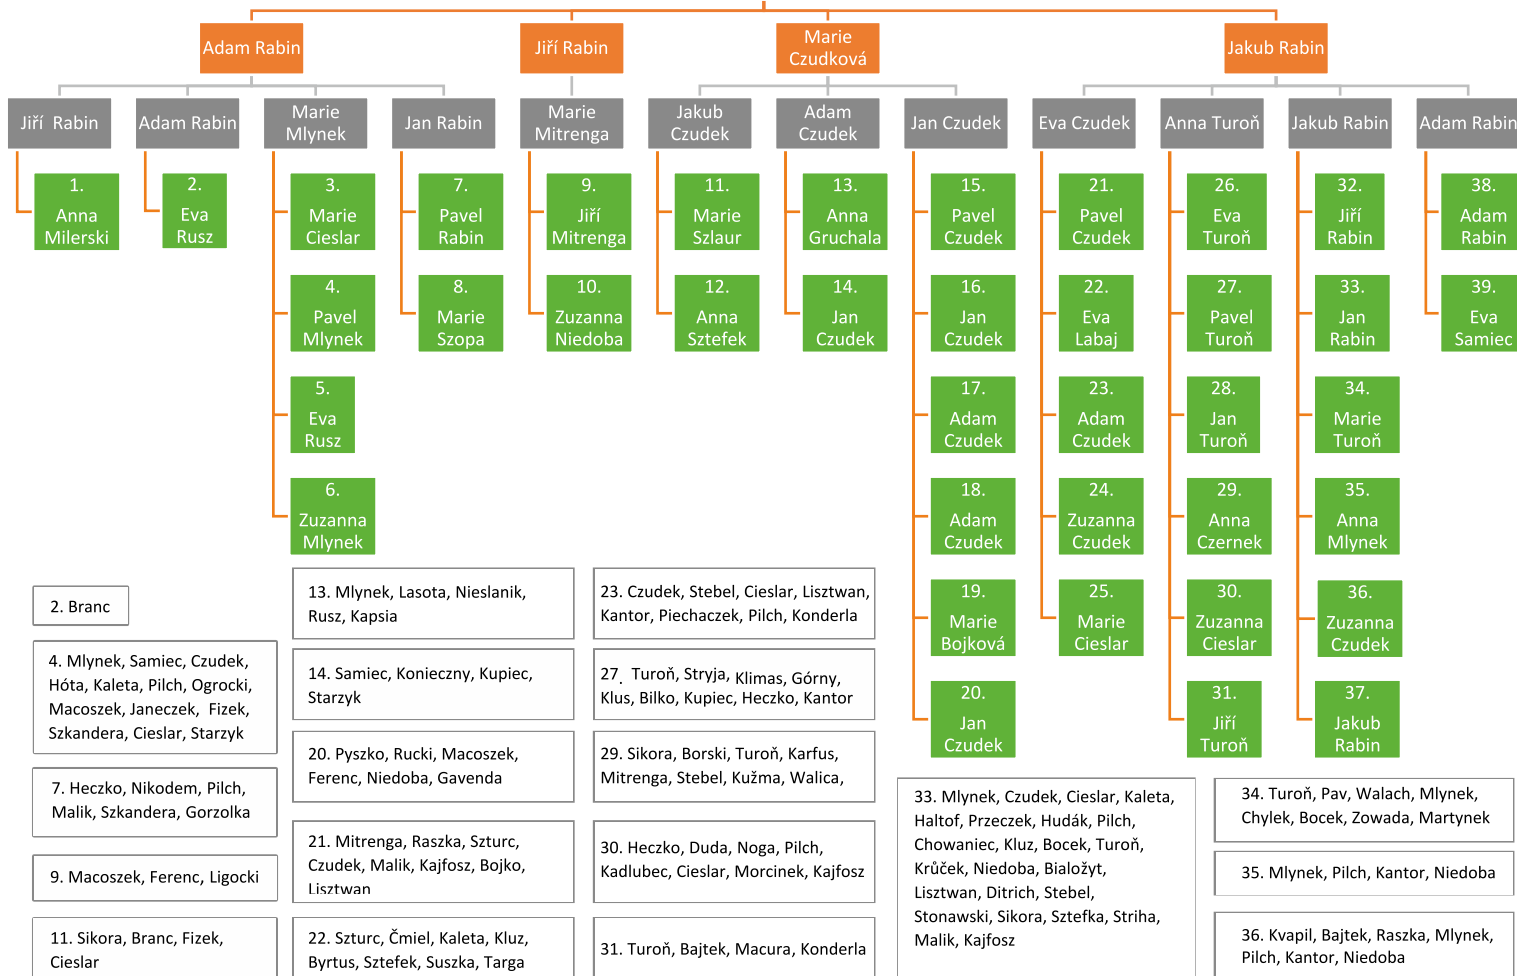 Adam Rabin
Jiří Rabin
Marie
Czudková
Jakub Rabin
Jiří Rabin
Adam Rabin
Marie
Mlynek
Jan Rabin
Marie
Mitrenga
Jakub
Czudek
Adam
Czudek
Jan Czudek
Eva Czudek
Anna Turoň
Jakub Rabin
Adam Rabin
1.
Anna
Milerski
2.
Eva
Rusz
3.
Marie
Cieslar
4.
Pavel
Mlynek
5.
Eva
Rusz
6.
Zuzanna
Mlynek
7.
Pavel
Rabin
8.
Marie
Szopa
9.
Jiří
Mitrenga
10.
Zuzanna
Niedoba
11.
Marie
Szlaur
12.
Anna
Sztefek
13.
Anna
Gruchala
14.
Jan
Czudek
15.
Pavel
Czudek
16.
Jan
Czudek
17.
Adam
Czudek
18.
Adam
Czudek
19.
Marie
Bojková
20.
Jan
Czudek
21.
Pavel
Czudek
22.
Eva
Labaj
23.
Adam
Czudek
24.
Zuzanna
Czudek
25.
Marie
Cieslar
26.
Eva
Turoň
27.
Pavel
Turoň
28.
Jan
Turoň
29.
Anna
Czernek
30.
Zuzanna
Cieslar
31.
Jiří
Turoň
32.
Jiří
Rabin
33.
Jan
Rabin
34.
Marie
Turoň
35.
Anna
Mlynek
36.
Zuzanna
Czudek
37.
Jakub
Rabin
38.
Adam
Rabin
39.
Eva
Samiec
2. Branc
4. Mlynek, Samiec, Czudek,
Hóta, Kaleta, Pilch, Ogrocki,
Macoszek, Janeczek, Fizek,
Szkandera, Cieslar, Starzyk
7. Heczko, Nikodem, Pilch,
Malik, Szkandera, Gorzolka
9. Macoszek, Ferenc, Ligocki
11. Sikora, Branc, Fizek,
Cieslar
13. Mlynek, Lasota, Nieslanik,
Rusz, Kapsia
14. Samiec, Konieczny, Kupiec,
Starzyk
20. Pyszko, Rucki, Macoszek,
Ferenc, Niedoba, Gavenda
21. Mitrenga, Raszka, Szturc,
Czudek, Malik, Kajfosz, Bojko,
Lisztwan
22. Szturc, Čmiel, Kaleta, Kluz,
Byrtus, Sztefek, Suszka, Targa
23. Czudek, Stebel, Cieslar, Lisztwan,
Kantor, Piechaczek, Pilch, Konderla
27. Turoň, Stryja, Klimas, Górny,
Klus, Bilko, Kupiec, Heczko, Kantor
29. Sikora, Borski, Turoň, Karfus,
Mitrenga, Stebel, Kužma, Walica,
30. Heczko, Duda, Noga, Pilch,
Kadlubec, Cieslar, Morcinek, Kajfosz
31. Turoň, Bajtek, Macura, Konderla
33. Mlynek, Czudek, Cieslar, Kaleta,
Haltof, Przeczek, Hudák, Pilch,
Chowaniec, Kluz, Bocek, Turoň,
Krůček, Niedoba, Bialožyt,
Lisztwan, Ditrich, Stebel,
Stonawski, Sikora, Sztefka, Striha,
Malik, Kajfosz
34. Turoň, Pav, Walach, Mlynek,
Chylek, Bocek, Zowada, Martynek
35. Mlynek, Pilch, Kantor, Niedoba
36. Kvapil, Bajtek, Raszka, Mlynek,
Pilch, Kantor, Niedoba